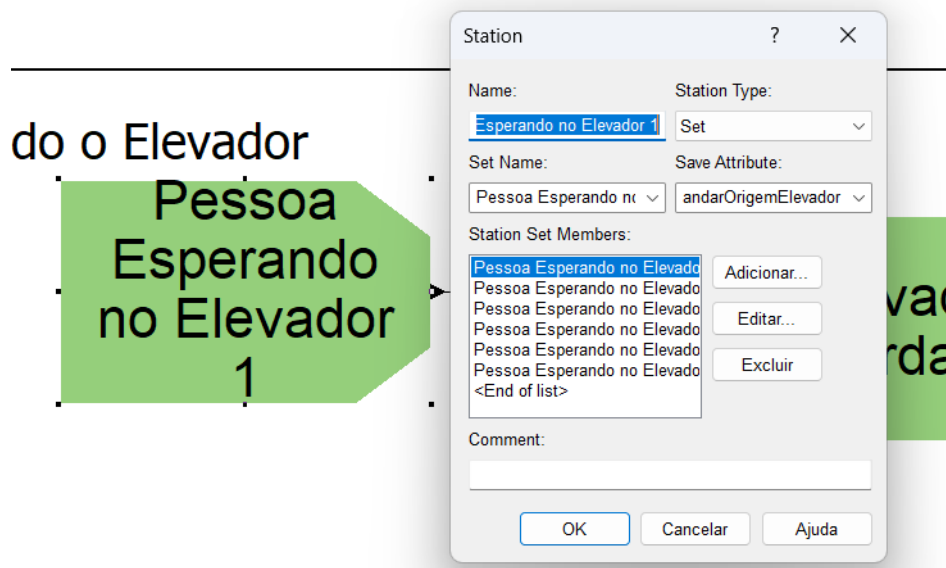 do o Elevador
Pessoa
Esperando
no Elevador
1
Station
?
Name:
Station Type:
Esperando no Elevador 1
Set
Set Name:
Save Attribute:
Pessoa Esperando
andarOrigemElevador
Station Set Members:
Pessoa Esperando no Elevado
Pessoa Esperando no Elevado
Pessoa Esperando no Elevado
Pessoa Esperando no Elevado
Pessoa Esperando no Elevado
Pessoa Esperando no Elevado
<End of list>
Adicionar...
Editar...
Excluir
Comment:
OK
Cancelar
Ajuda